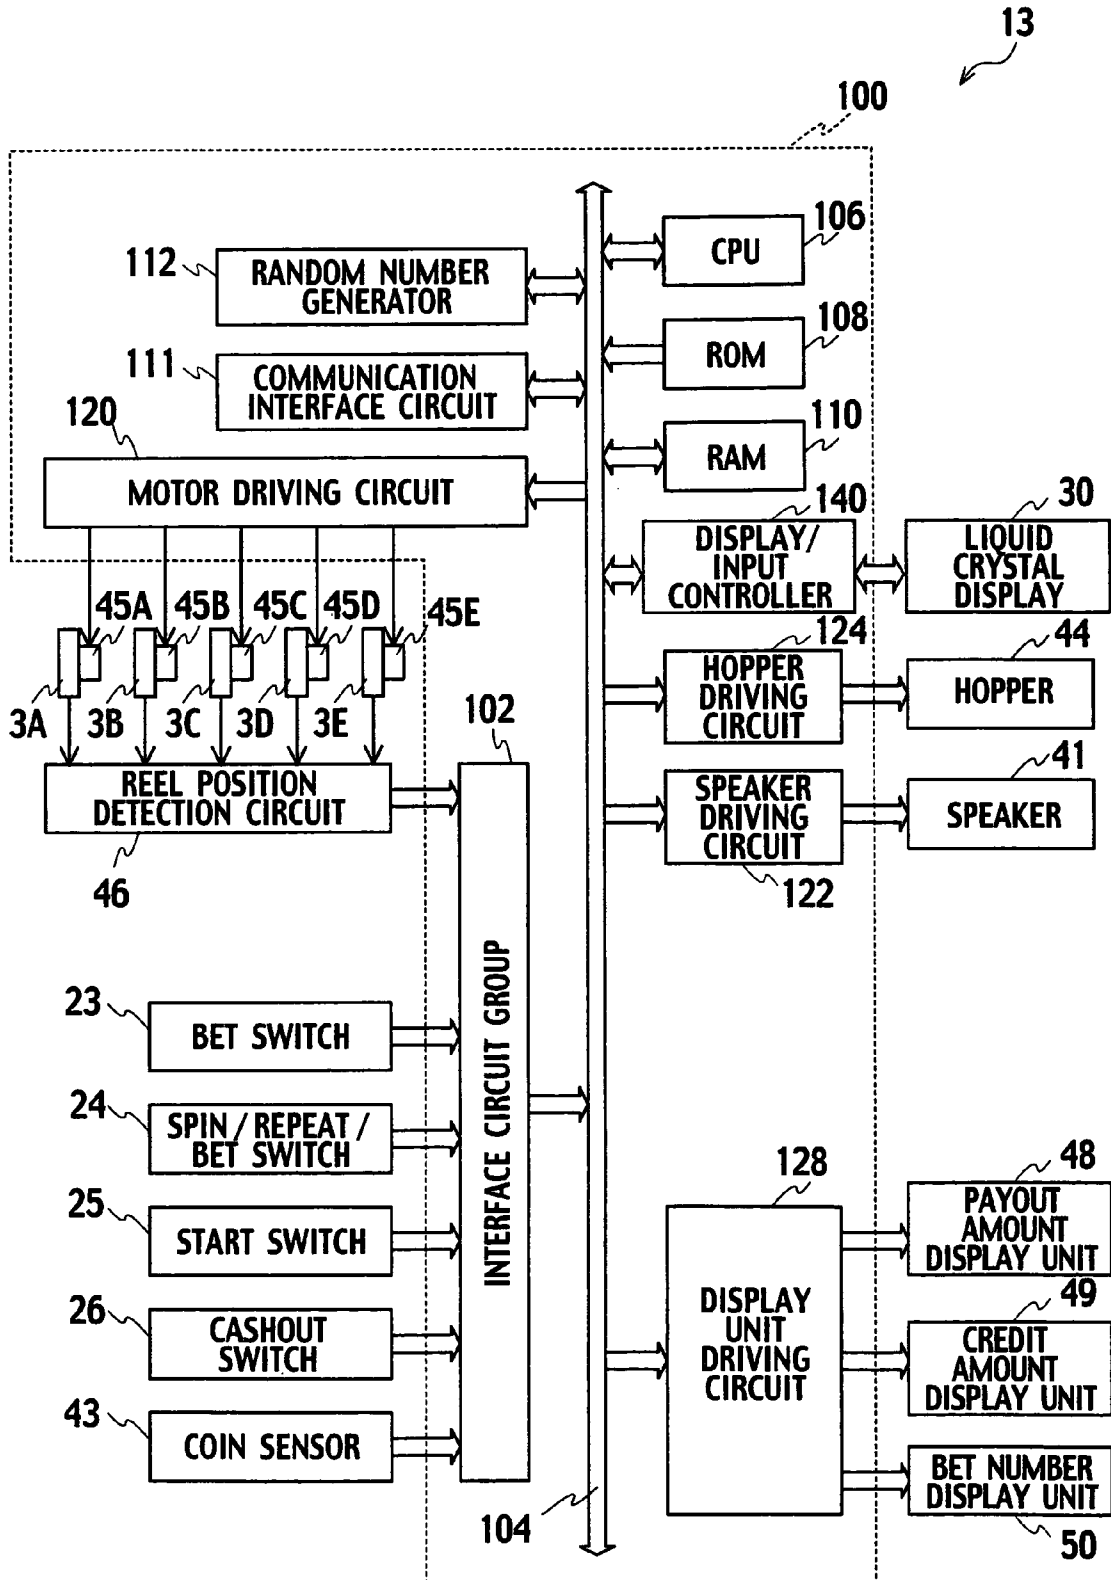 13
100
112
RANDOM NUMBER
GENERATOR
CPU
106
111
COMMUNICATION
INTERFACE CIRCUIT
ROM
108
120
MOTOR DRIVING CIRCUIT
RAM
110
140
DISPLAY/
INPUT
CONTROLLER
30
LIQUID
CRYSTAL
DISPLAY
45A
45B
45C
45D
45E
3A
3B
3C
3D
3E
124
HOPPER
DRIVING
CIRCUIT
44
HOPPER
102
REEL POSITION
DETECTION CIRCUIT
46
SPEAKER
DRIVING
CIRCUIT
122
41
SPEAKER
INTERFACE CIRCUIT GROUP
23
BET SWITCH
24
SPIN/REPEAT/
BET SWITCH
25
START SWITCH
26
CASHOUT
SWITCH
43
COIN SENSOR
104
128
DISPLAY
UNIT
DRIVING
CIRCUIT
48
PAYOUT
AMOUNT
DISPLAY UNIT
49
CREDIT
AMOUNT
DISPLAY UNIT
BET NUMBER
DISPLAY UNIT
50